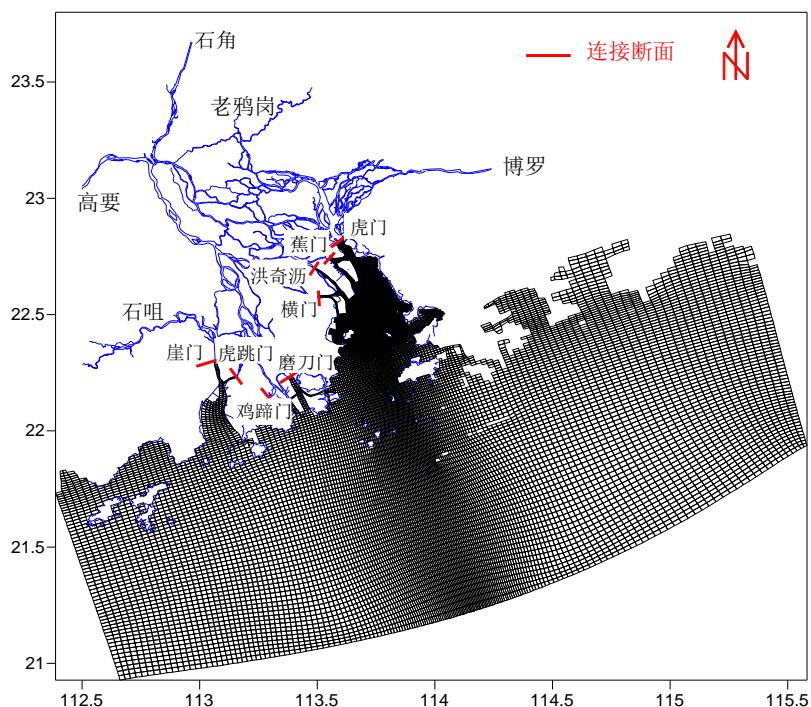 石角
连接断面
N
23.5
老鸦岗
博罗
23
高要
虎门
蕉门
洪奇沥
22.5
石咀
横门
崖门
虎跳门
磨刀门
鸡蹄门
22
21.5
21
112.5
113
113.5
114
114.5
115
115.5